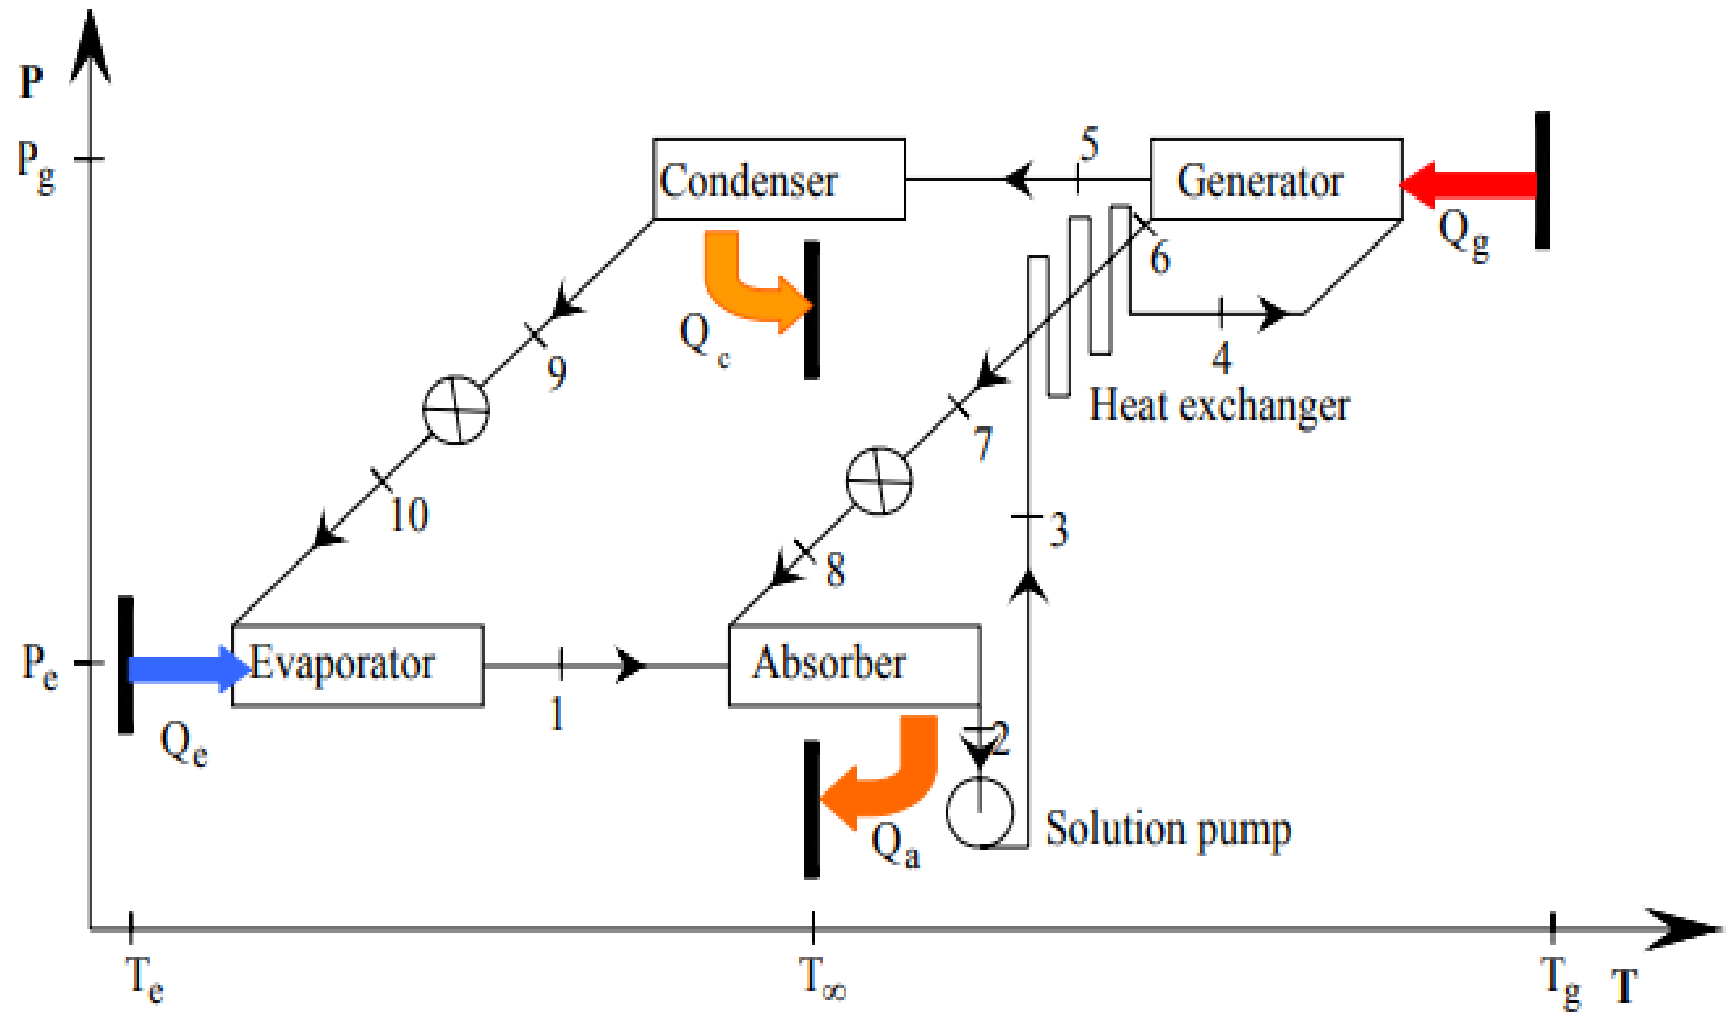 P
Pg
5
Condenser
Generator
Qg
6
Qc
9
4
Heat exchanger
7
10
3
8
Pe
Evaporator
Absorber
1
2
Qe
Solution pump
Qa
Te
T∞
Tg
T